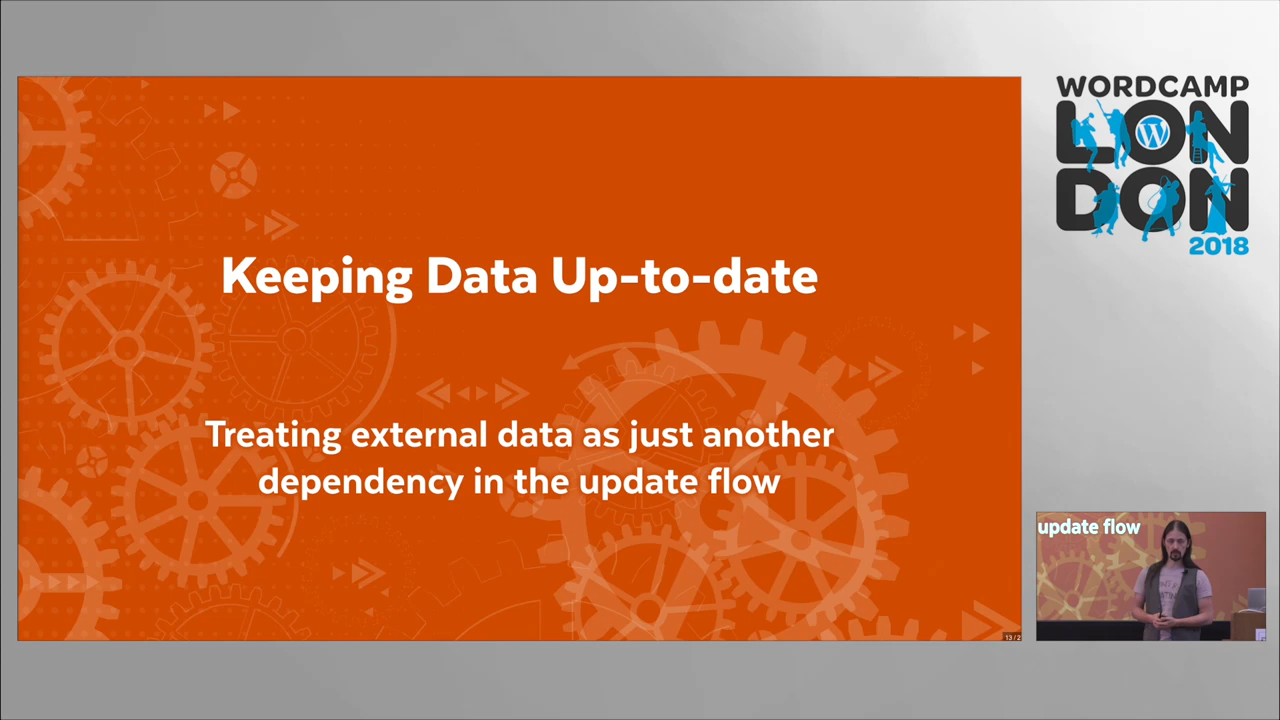 Keeping Data Up-to-date
Treating external data as just another
dependency in the update flow
WORDCAMP
LON
DON
2018
update flow